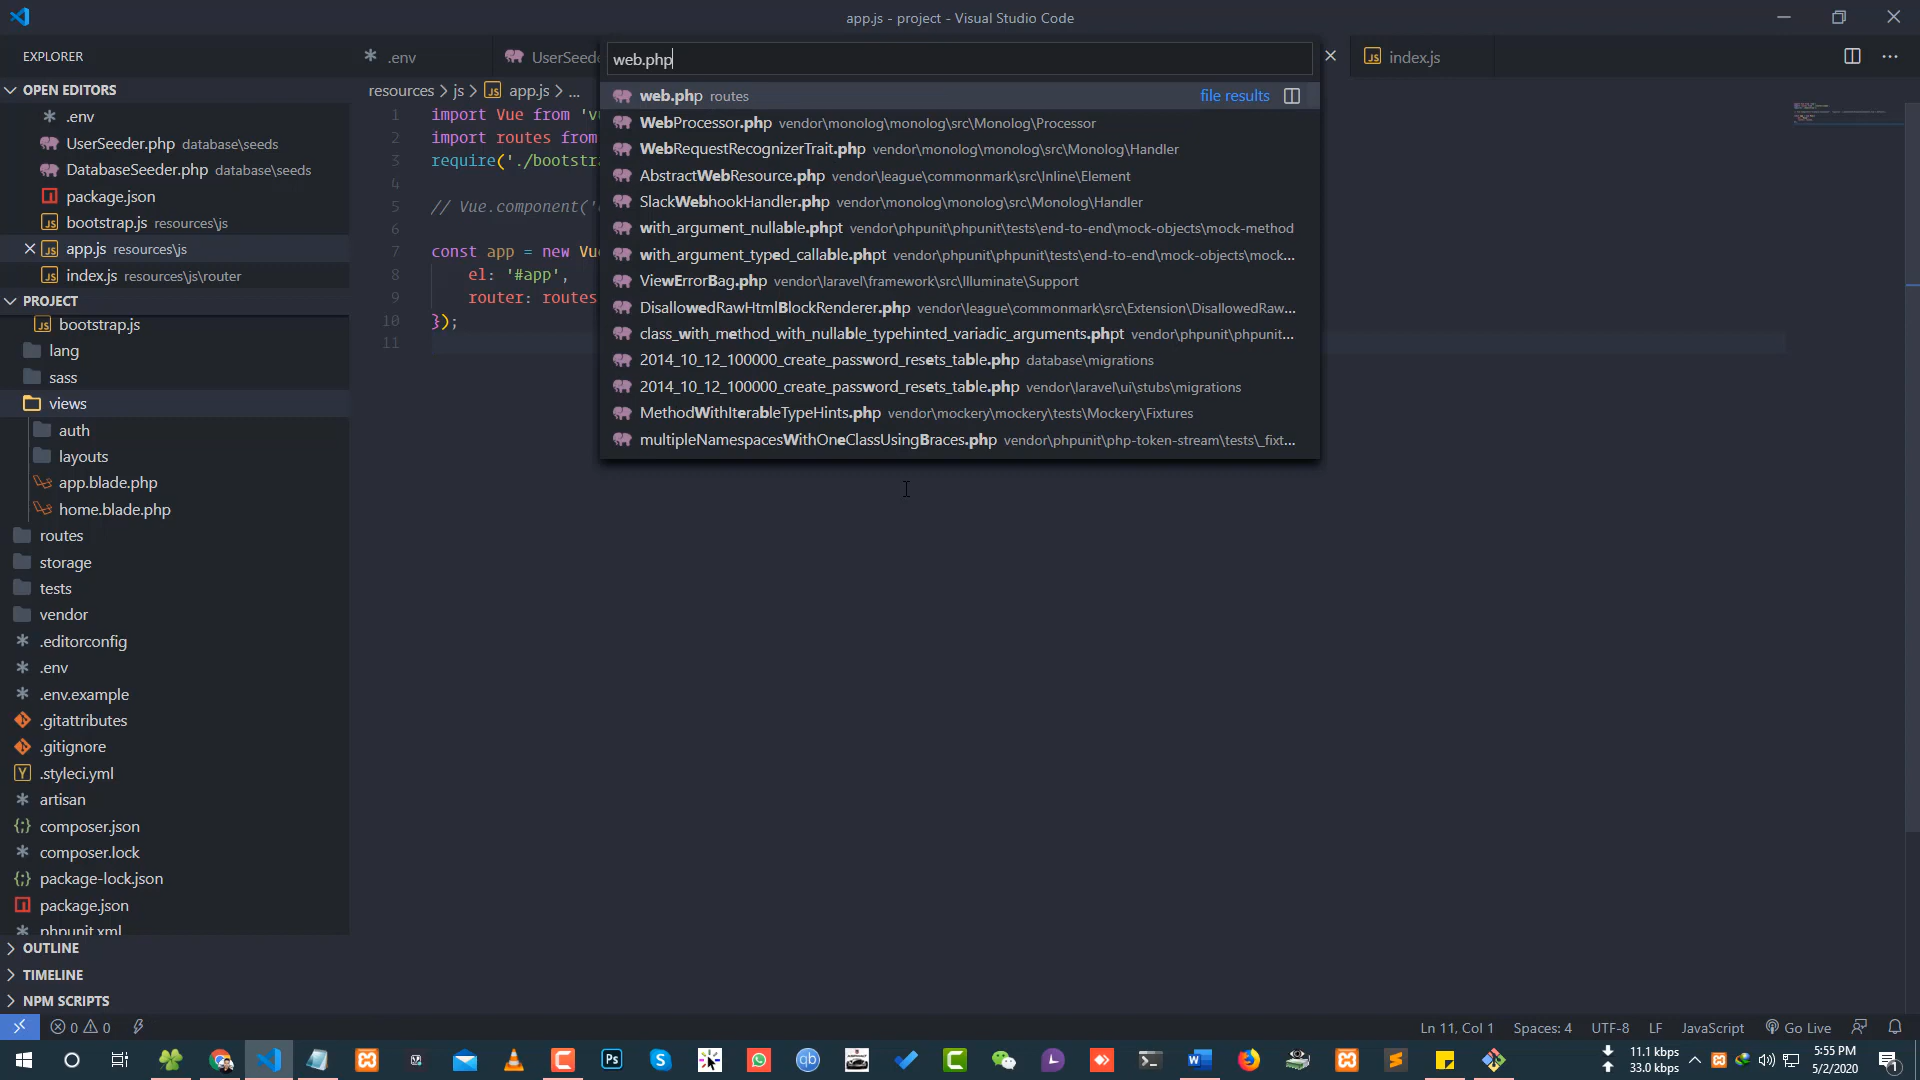 app.js - project - Visual Studio Code
EXPLORER
.env
UserSeede
index.js
web.php
OPEN EDITORS
.env
UserSeeder.php database\seeds
DatabaseSeeder.php database\seeds
package.json
JS bootstrap.js resources\js
JS app.js resources\js
JS index.js resources\js\router
PROJECT
JS bootstrap.js
lang
sass
views
auth
layouts
app.blade.php
home.blade.php
routes
storage
tests
vendor
.editorconfig
.env
.env.example
.gitattributes
.gitignore
.styleci.yml
artisan
composer.json
composer.lock
package-lock.json
package.json
phpunit.xml
OUTLINE
TIMELINE
NPM SCRIPTS
resources > js > JS app.js > ...
1 import Vue from 'v
2 import routes from
3 require('./bootstra
4
5 // Vue.component('
6
7 const app = new Vue
8 el: '#app',
9 router: routes
10 });
11
web.php routes file results
WebProcessor.php vendor\monolog\monolog\src\Monolog\Processor
WebRequestRecognizerTrait.php vendor\monolog\monolog\src\Monolog\Handler
AbstractWebResource.php vendor\league\commonmark\src\Inline\Element
SlackWebhookHandler.php vendor\monolog\monolog\src\Monolog\Handler
with_argument_nullable.phpt vendor\phpunit\phpunit\tests\end-to-end\mock-objects\mock-method
with_argument_typed_callable.phpt vendor\phpunit\phpunit\tests\end-to-end\mock-objects\mock...
ViewErrorBag.php vendor\laravel\framework\src\Illuminate\Support
DisallowedRawHtmlBlockRenderer.php vendor\league\commonmark\src\Extension\DisallowedRaw...
class_with_method_with_nullable_typehinted_variadic_arguments.phpt vendor\phpunit\phpunit...
2014_10_12_100000_create_password_resets_table.php database\migrations
2014_10_12_100000_create_password_resets_table.php vendor\laravel\ui\stubs\migrations
MethodWithIterableTypeHints.php vendor\mockery\mockery\tests\Mockery\Fixtures
multipleNamespacesWithOneClassUsingBraces.php vendor\phpunit\php-token-stream\tests\_fixt...
0 0
Ln 11, Col 1 Spaces: 4 UTF-8 LF JavaScript Go Live
Ps
qb
11.1 kbps
33.0 kbps
5:55 PM
5/2/2020
1